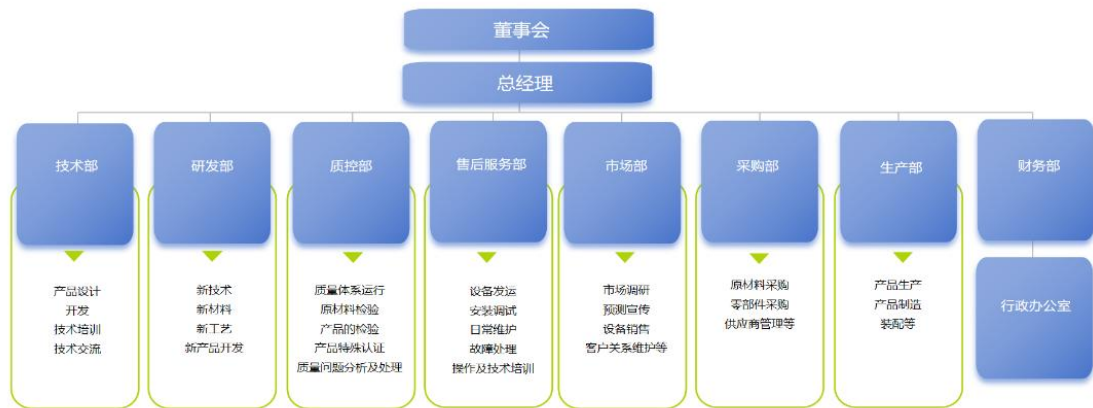 董事会
总经理
技术部
产品设计
开发
技术培训
技术交流
研发部
新技术
新材料
新工艺
新产品开发
质控部
质量体系运行
原材料检验
产品的检验
产品特殊认证
质量问题分析及处理
售后服务部
设备发运
安装调试
日常维护
故障处理
操作及技术培训
市场部
市场调研
预测宣传
设备销售
客户关系维护等
采购部
原材料采购
零部件采购
供应商管理等
生产部
产品生产
产品制造
装配等
财务部
行政办公室